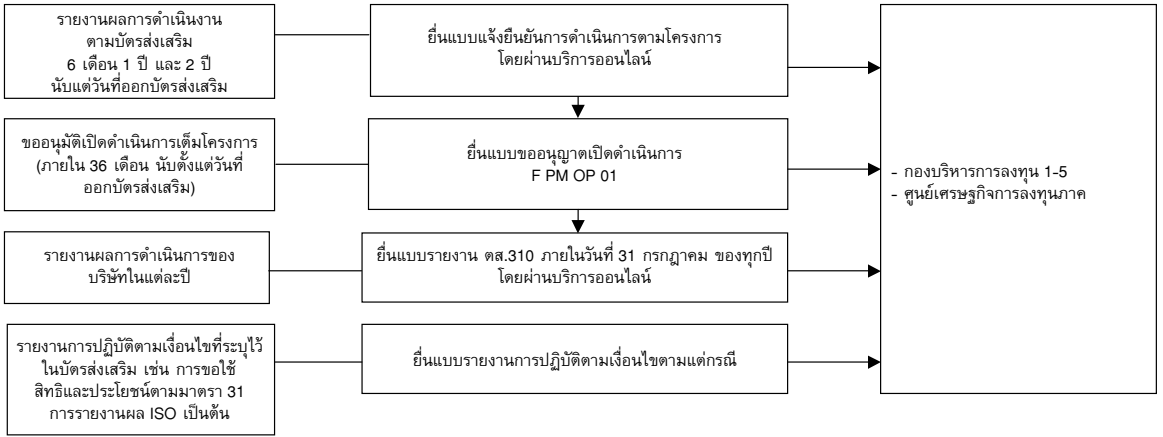 รายงานผลการดำเนินงาน
ตามบัตรส่งเสริม
6 เดือน 1 ปี และ 2 ปี
นับแต่วันที่ออกบัตรส่งเสริม
ยื่นแบบแจ้งยืนยันการดำเนินการตามโครงการ
โดยผ่านบริการออนไลน์
ขออนุมัติเปิดดำเนินการเต็มโครงการ
(ภายใน 36 เดือน นับตั้งแต่วันที่
ออกบัตรส่งเสริม)
ยื่นแบบขออนุญาตเปิดดำเนินการ
F PM OP 01
รายงานผลการดำเนินการของ
บริษัทในแต่ละปี
ยื่นแบบรายงาน ตส.310 ภายในวันที่ 31 กรกฎาคม ของทุกปี
โดยผ่านบริการออนไลน์
รายงานการปฏิบัติตามเงื่อนไขที่ระบุไว้
ในบัตรส่งเสริม เช่น การขอใช้
สิทธิและประโยชน์ตามมาตรา 31
การรายงานผล ISO เป็นต้น
ยื่นแบบรายงานการปฏิบัติตามเงื่อนไขตามแต่กรณี
- กองบริหารการลงทุน 1-5
- ศูนย์เศรษฐกิจการลงทุนภาค